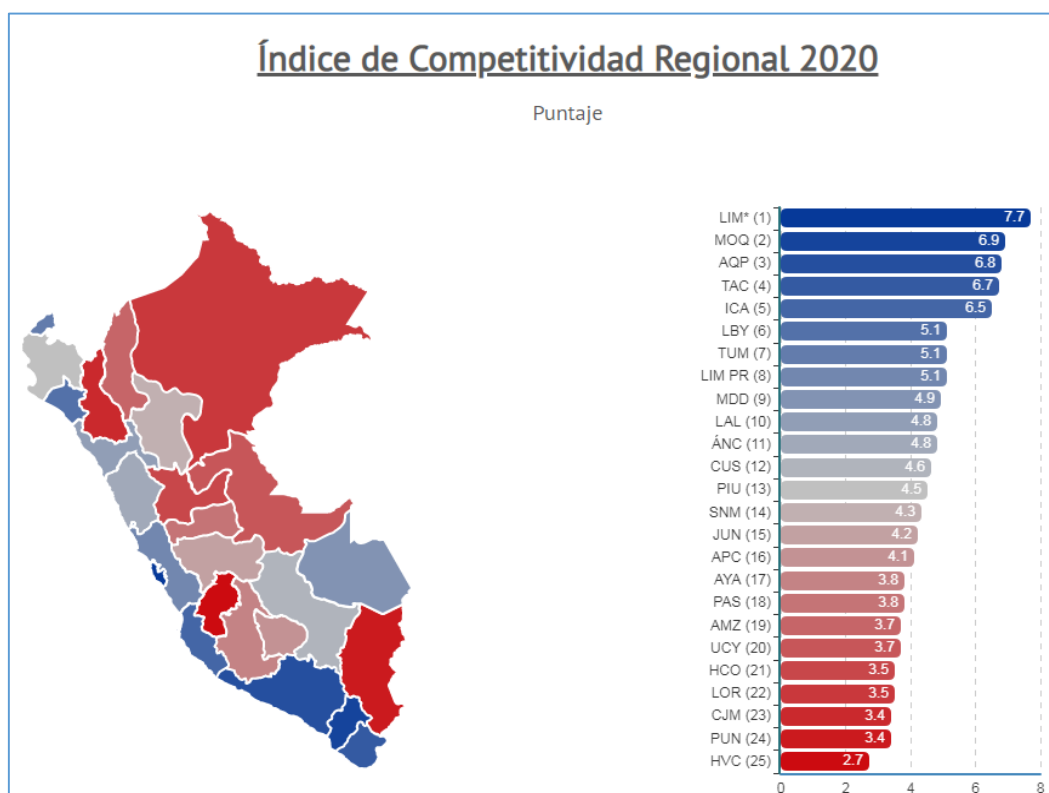 Índice de Competitividad Regional 2020
Puntaje
LIM* (1) 7.7
MOQ (2) 6.9
AQP (3) 6.8
TAC (4) 6.7
ICA (5) 6.5
LBY (6) 5.1
TUM (7) 5.1
LIM PR (8) 5.1
MDD (9) 4.9
LAL (10) 4.8
ÁNC (11) 4.8
CUS (12) 4.6
PIU (13) 4.5
SNM (14) 4.3
JUN (15) 4.2
APC (16) 4.1
AYA (17) 3.8
PAS (18) 3.8
AMZ (19) 3.7
UCY (20) 3.7
HCO (21) 3.5
LOR (22) 3.5
CJM (23) 3.4
PUN (24) 3.4
HVC (25) 2.7
0 2 4 6 8